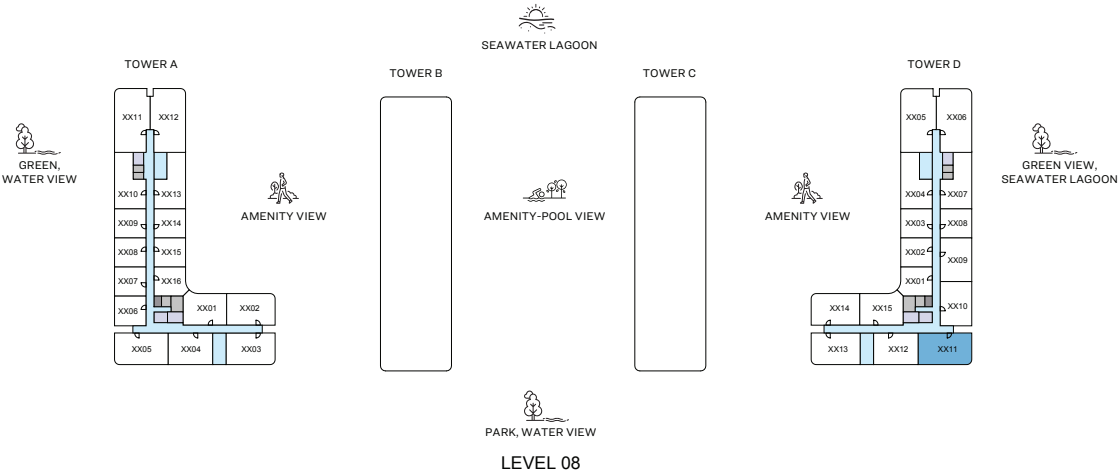 SEAWATER LAGOON
TOWER A
TOWER B
TOWER C
TOWER D
XX11
XX12
XX05
XX06
GREEN,
WATER VIEW
GREEN VIEW,
SEAWATER LAGOON
XX10
XX13
XX04
XX07
AMENITY VIEW
AMENITY-POOL VIEW
AMENITY VIEW
XX09
XX14
XX03
XX08
XX08
XX15
XX02
XX09
XX07
XX16
XX01
XX06
XX01
XX02
XX14
XX15
XX10
XX05
XX04
XX03
XX13
XX12
XX11
PARK, WATER VIEW
LEVEL 08